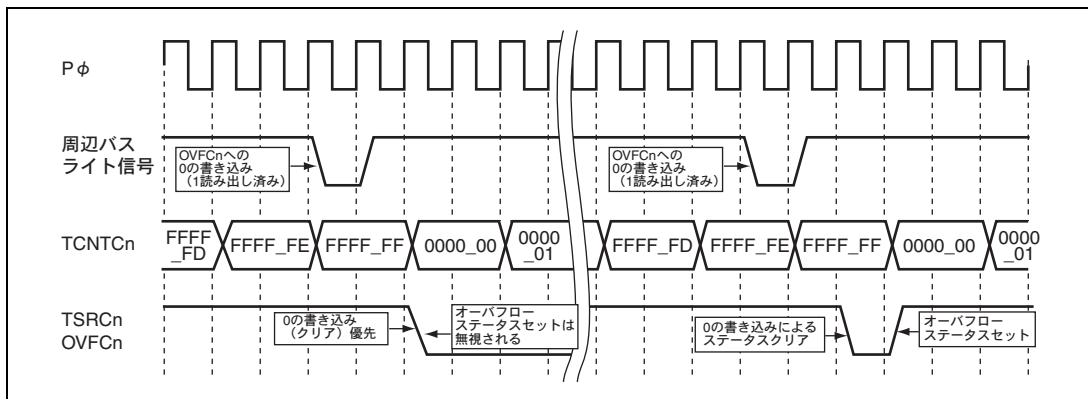 Pφ
周辺バス
ライト信号
OVFCnへの
0の書き込み
(1読み出し済み)
OVFCnへの
0の書き込み
(1読み出し済み)
TCNTCn
FFFF
_FD
FFFF_FE
FFFF_FF
0000_00
0000
_01
FFFF_FD
FFFF_FE
FFFF_FF
0000_00
0000
_01
TSRCn
OVFCn
0の書き込み
(クリア)優先
オーバフロー
ステータスセットは
無視される
0の書き込みによる
ステータスクリア
オーバフロー
ステータスセット